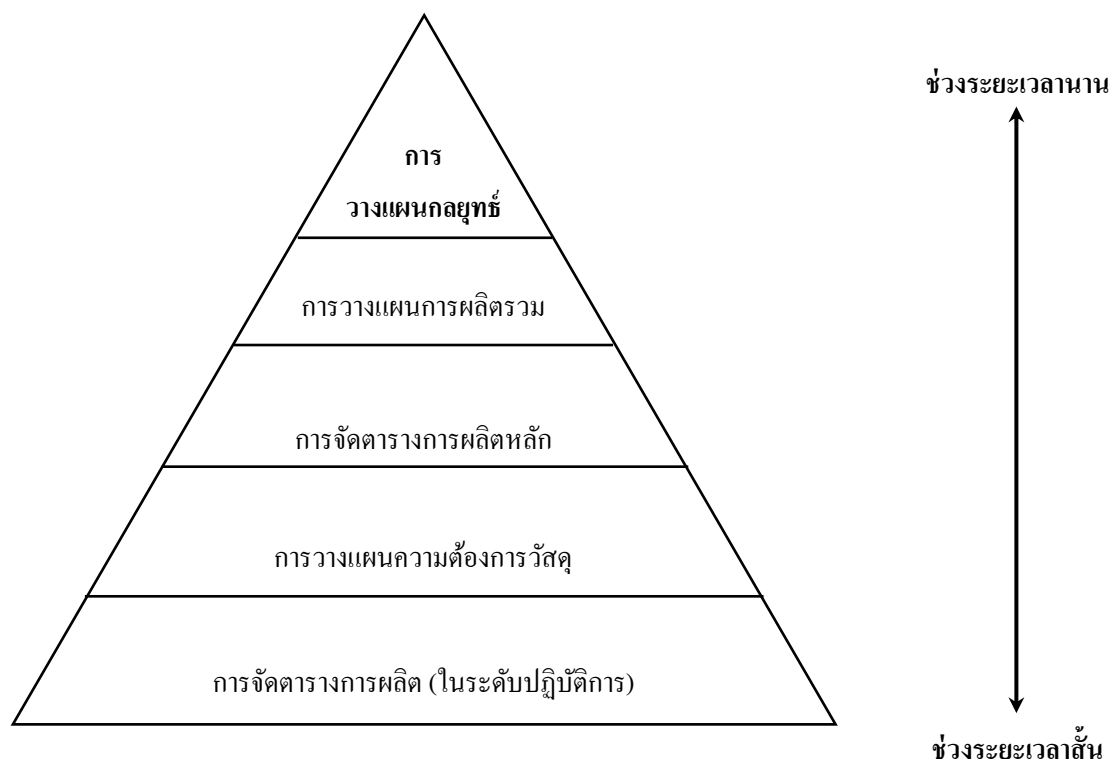 ช่วงระยะเวลานาน
การ
วางแผนกลยุทธ์
การวางแผนการผลิตรวม
การจัดตารางการผลิตหลัก
การวางแผนความต้องการวัสดุ
การจัดตารางการผลิต (ในระดับปฏิบัติการ)
ช่วงระยะเวลาสั้น